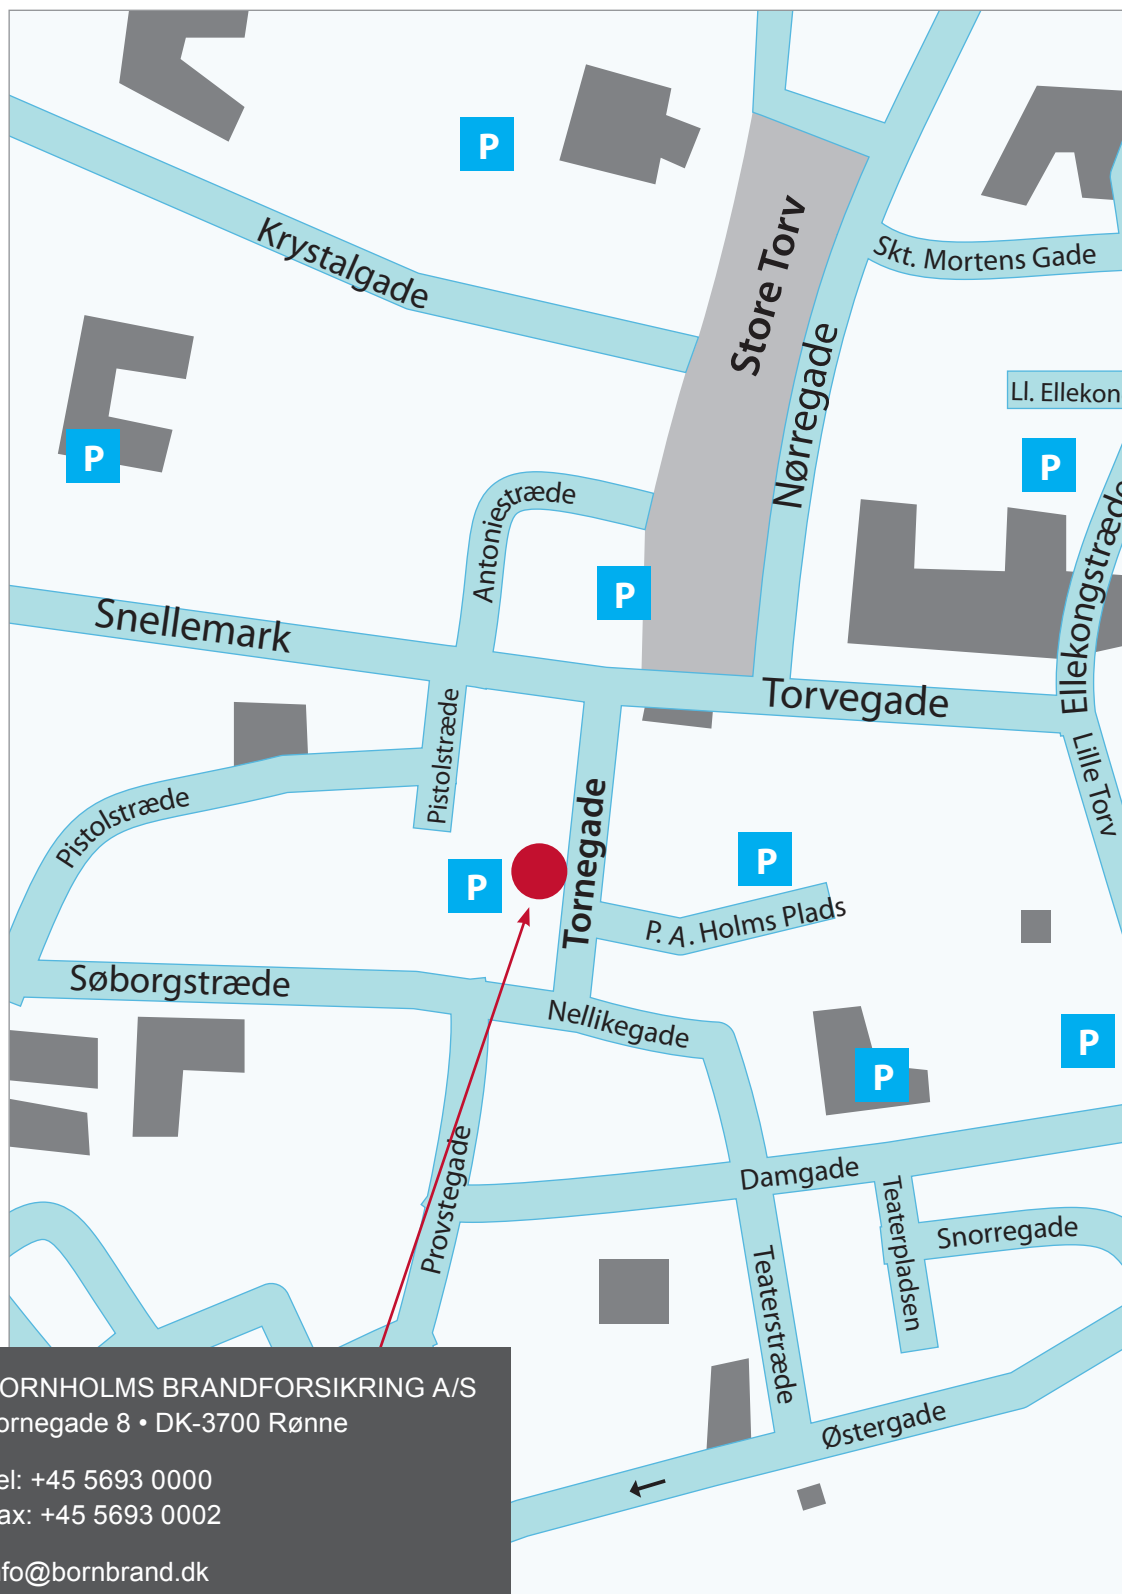 P
Krystalgade
Store Torv
Skt. Mortens Gade
Nørregade
Ll. Ellekon
P
P
Antoniestræde
Ellekongstræde
P
Snellemark
Torvegade
Pistolstræde
Lille Torv
Pistolstræde
Tornegade
P
P
P. A. Holms Plads
Søborgstræde
Nellikegade
P
P
Provstegade
Damgade
Teaterpladsen
Snorregade
Teaterstræde
Østergade
ORNHOLMS BRANDFORSIKRING A/S
ornegade 8 • DK-3700 Rønne
el: +45 5693 0000
ax: +45 5693 0002
nfo@bornbrand.dk